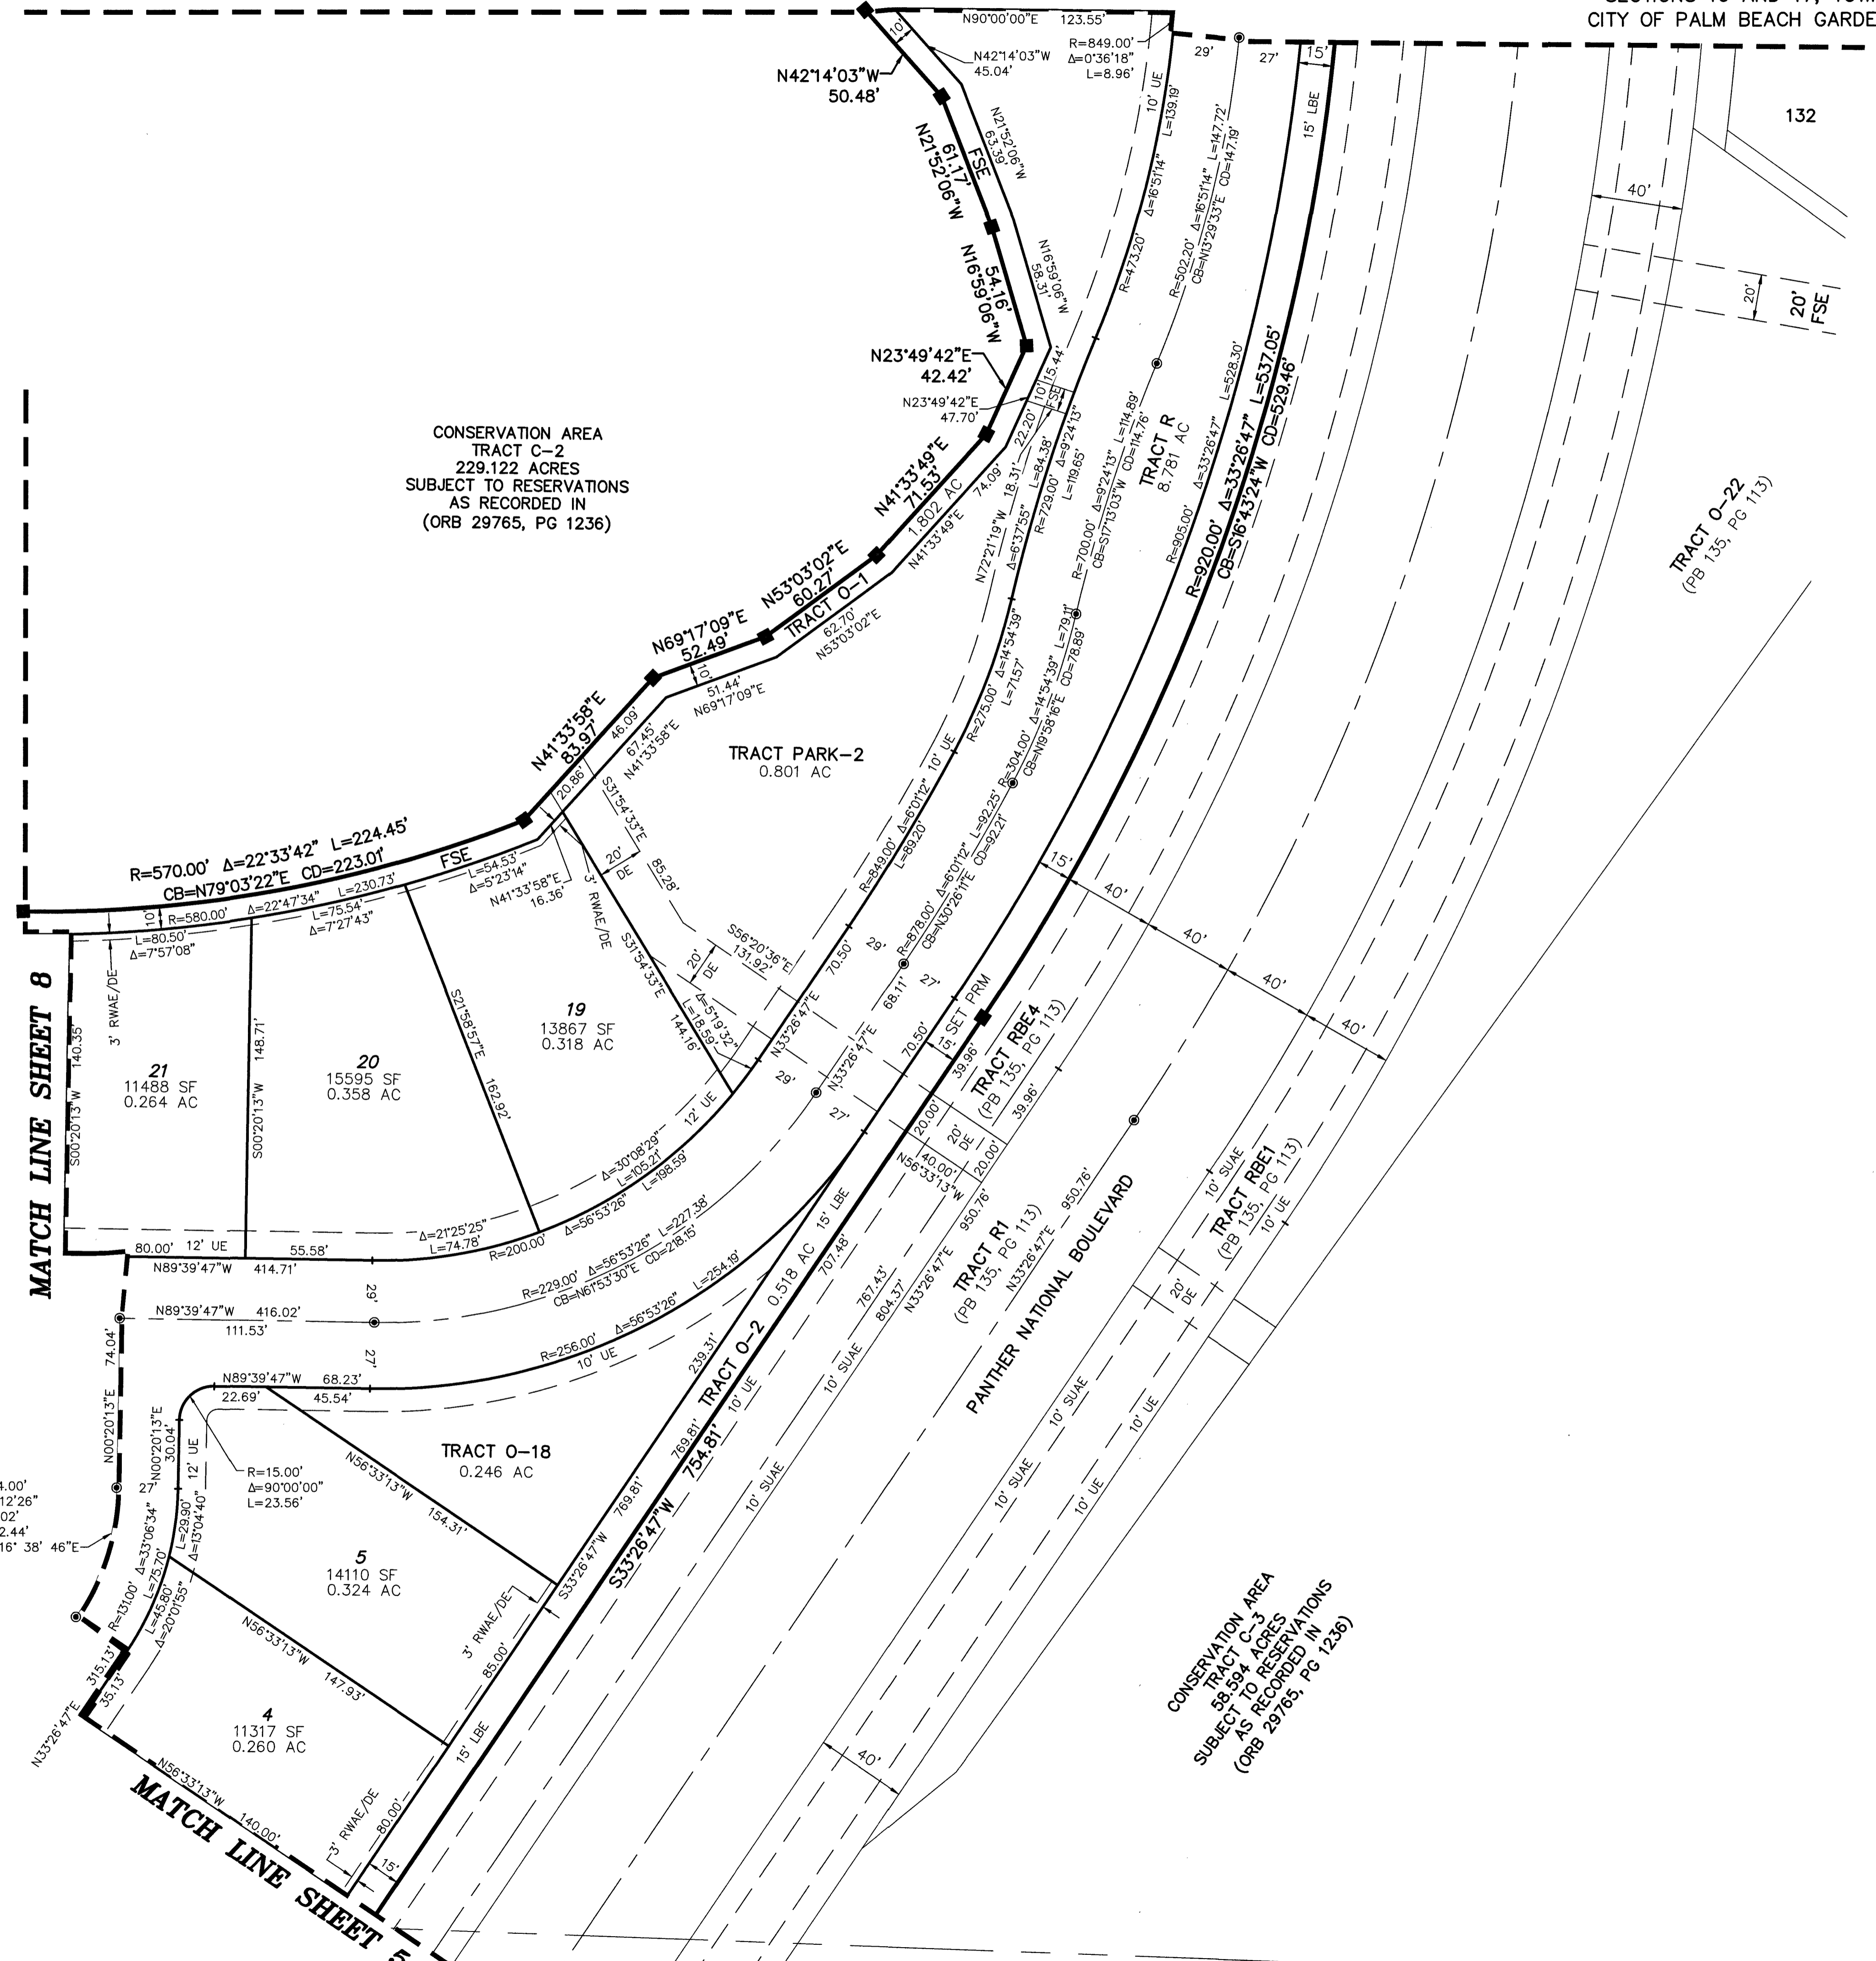 SECTIONS 16 AND 17,
CITY OF PALM BEACH GARDE
N90°00'00"E 123.55'
R=849.00'
Δ=0°36'18"
L=8.96'
10'
N42°14'03"W
45.04'
N42°14'03"W
50.48'
29'
27'
15'
132
10' UE
L=139.19'
Δ=16°51'14"
R=473.20'
15' LBE
N21°52'06"W
63.39'
FSE
61.17'
N21°52'06"W
R=502.20' Δ=16°51'14" L=147.72'
CB=N13°29'33"E CD=147.19'
40'
20'
20'
FSE
N16°59'06"W
58.31'
54.16'
N16°59'06"W
N23°49'42"E
42.42'
N23°49'42"E
47.70'
15.44'
10'
FSE
22.20'
18.31'
N72°21'19"W
L=84.38'
Δ=6°37'55"
R=729.00' Δ=9°24'13"
L=119.65'
R=700.00' Δ=9°24'13" L=114.89'
CB=S17°13'03"W CD=114.76'
TRACT R
8.781 AC
R=905.00' Δ=33°26'47" L=528.30'
R=920.00' Δ=33°26'47" L=537.05'
CB=S16°43'24"W CD=529.46'
TRACT O-22
(PB 135, PG 113)
CONSERVATION AREA
TRACT C-2
229.122 ACRES
SUBJECT TO RESERVATIONS
AS RECORDED IN
(ORB 29765, PG 1236)
N41°33'49"E
71.53'
1.802 AC
74.09'
N41°33'49"E
N53°03'02"E
60.27'
TRACT O-1
62.70'
N53°03'02"E
N69°17'09"E
52.49'
10'
51.44'
N69°17'09"E
N41°33'58"E
83.97'
46.09'
67.45'
N41°33'58"E
20.86'
TRACT PARK-2
0.801 AC
R=275.00' Δ=14°54'39"
L=71.57'
R=304.00' Δ=14°54'39" L=79.11'
CB=N19°58'16"E CD=78.89'
10' UE
R=849.00' Δ=6°01'12"
L=89.20'
R=878.00' Δ=6°01'12" L=92.25'
CB=N30°26'11"E CD=92.21'
R=570.00' Δ=22°33'42" L=224.45'
CB=N79°03'22"E CD=223.01'
FSE
10'
R=580.00' Δ=22°47'34" L=230.73'
L=80.50'
Δ=7°57'08"
L=75.54'
Δ=7°27'43"
L=54.53'
Δ=5°23'14"
N41°33'58"E
16.36'
S31°54'33"E
85.28'
20'
DE
3' RWAE/DE
S31°54'33"E
144.16'
S56°20'36"E
131.92'
20'
DE
Δ=5°19'32"
L=18.59'
70.50'
N33°26'47"E
29'
27'
68.11'
N33°26'47"E
29'
27'
70.50'
15'
15'
SET PRM
40'
40'
40'
40'
MATCH LINE SHEET 8
3' RWAE/DE
S00°20'13"W 140.35'
S00°20'13"W 148.71'
S21°58'57"E 162.92'
21
11488 SF
0.264 AC
20
15595 SF
0.358 AC
19
13867 SF
0.318 AC
39.96'
TRACT RBE4
(PB 135, PG 113)
39.96'
20.00'
20'
DE
20.00'
40.00'
N56°33'13"W
12' UE
Δ=30°08'29"
L=105.21'
Δ=56°53'26" L=198.59'
R=200.00'
Δ=21°25'25"
L=74.78'
80.00' 12' UE 55.58'
N89°39'47"W 414.71'
29'
N89°39'47"W 416.02'
111.53'
27'
R=229.00' Δ=56°53'26" L=227.38'
CB=N61°53'30"E CD=218.15'
R=256.00' Δ=56°53'26" L=254.19'
10' UE
74.04'
N00°20'13"E
N89°39'47"W 68.23'
22.69' 45.54'
N00°20'13"E
30.04'
12' UE
27'
R=15.00'
Δ=90°00'00"
L=23.56'
TRACT O-18
0.246 AC
N56°33'13"W 154.31'
R=131.00' Δ=33°06'34"
L=75.70'
L=29.90'
Δ=13°04'40"
L=45.80'
Δ=20°01'55"
16° 38' 46"E
5
14110 SF
0.324 AC
N56°33'13"W 147.93'
4
11317 SF
0.260 AC
315.13'
35.13'
N33°26'47"E
N56°33'13"W 140.00'
MATCH LINE SHEET 5
3' RWAE/DE
80.00'
15'
3' RWAE/DE
85.00'
15' LBE
S33°26'47"W 769.81'
769.81'
239.31'
TRACT O-2 0.518 AC 15' LBE
S33°26'47"W 754.81'
707.48'
10' UE
10' SUAE
10' SUAE
767.43'
804.37'
N33°26'47"E
950.76'
TRACT R1
(PB 135, PG 113)
N33°26'47"E 950.76'
PANTHER NATIONAL BOULEVARD
10' SUAE
TRACT RBE1
(PB 135, PG 113)
10' UE
20'
DE
10' SUAE
10' UE
10' SUAE
10' UE
40'
CONSERVATION AREA
TRACT C-3
58.594 ACRES
SUBJECT TO RESERVATIONS
AS RECORDED IN
(ORB 29765, PG 1236)